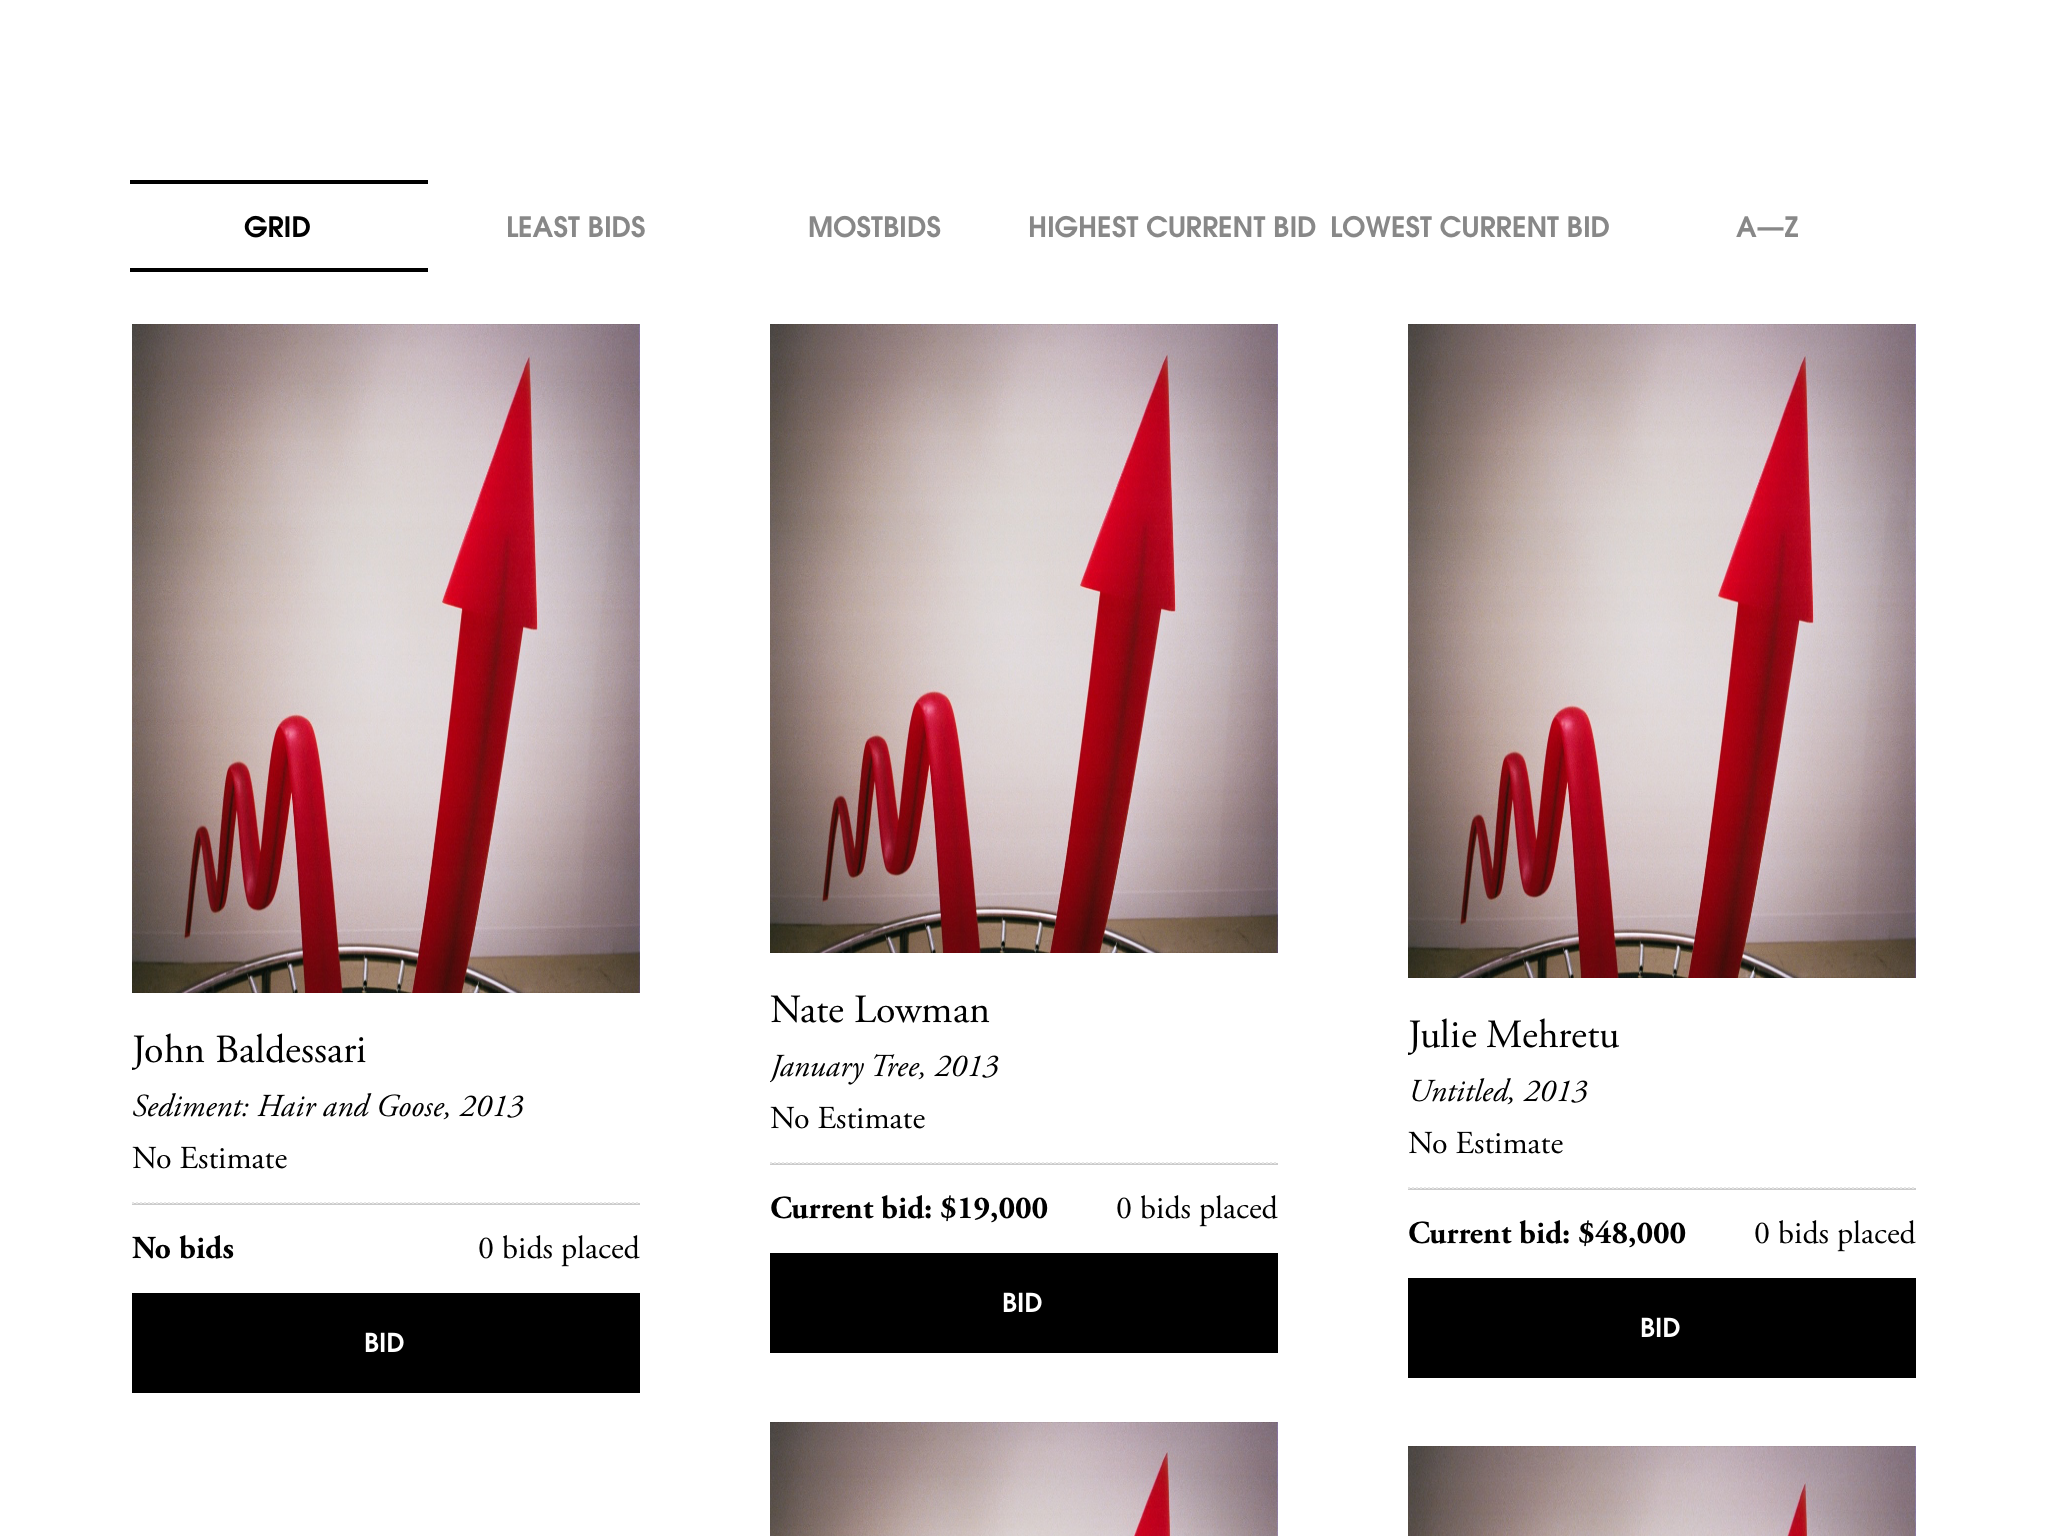 GRID LEAST BIDS MOSTBIDS HIGHEST CURRENT BID LOWEST CURRENT BID A—Z
John Baldessari
Sediment: Hair and Goose, 2013
No Estimate
No bids 0 bids placed
BID
Nate Lowman
January Tree, 2013
No Estimate
Current bid: $19,000 0 bids placed
BID
Julie Mehretu
Untitled, 2013
No Estimate
Current bid: $48,000 0 bids placed
BID